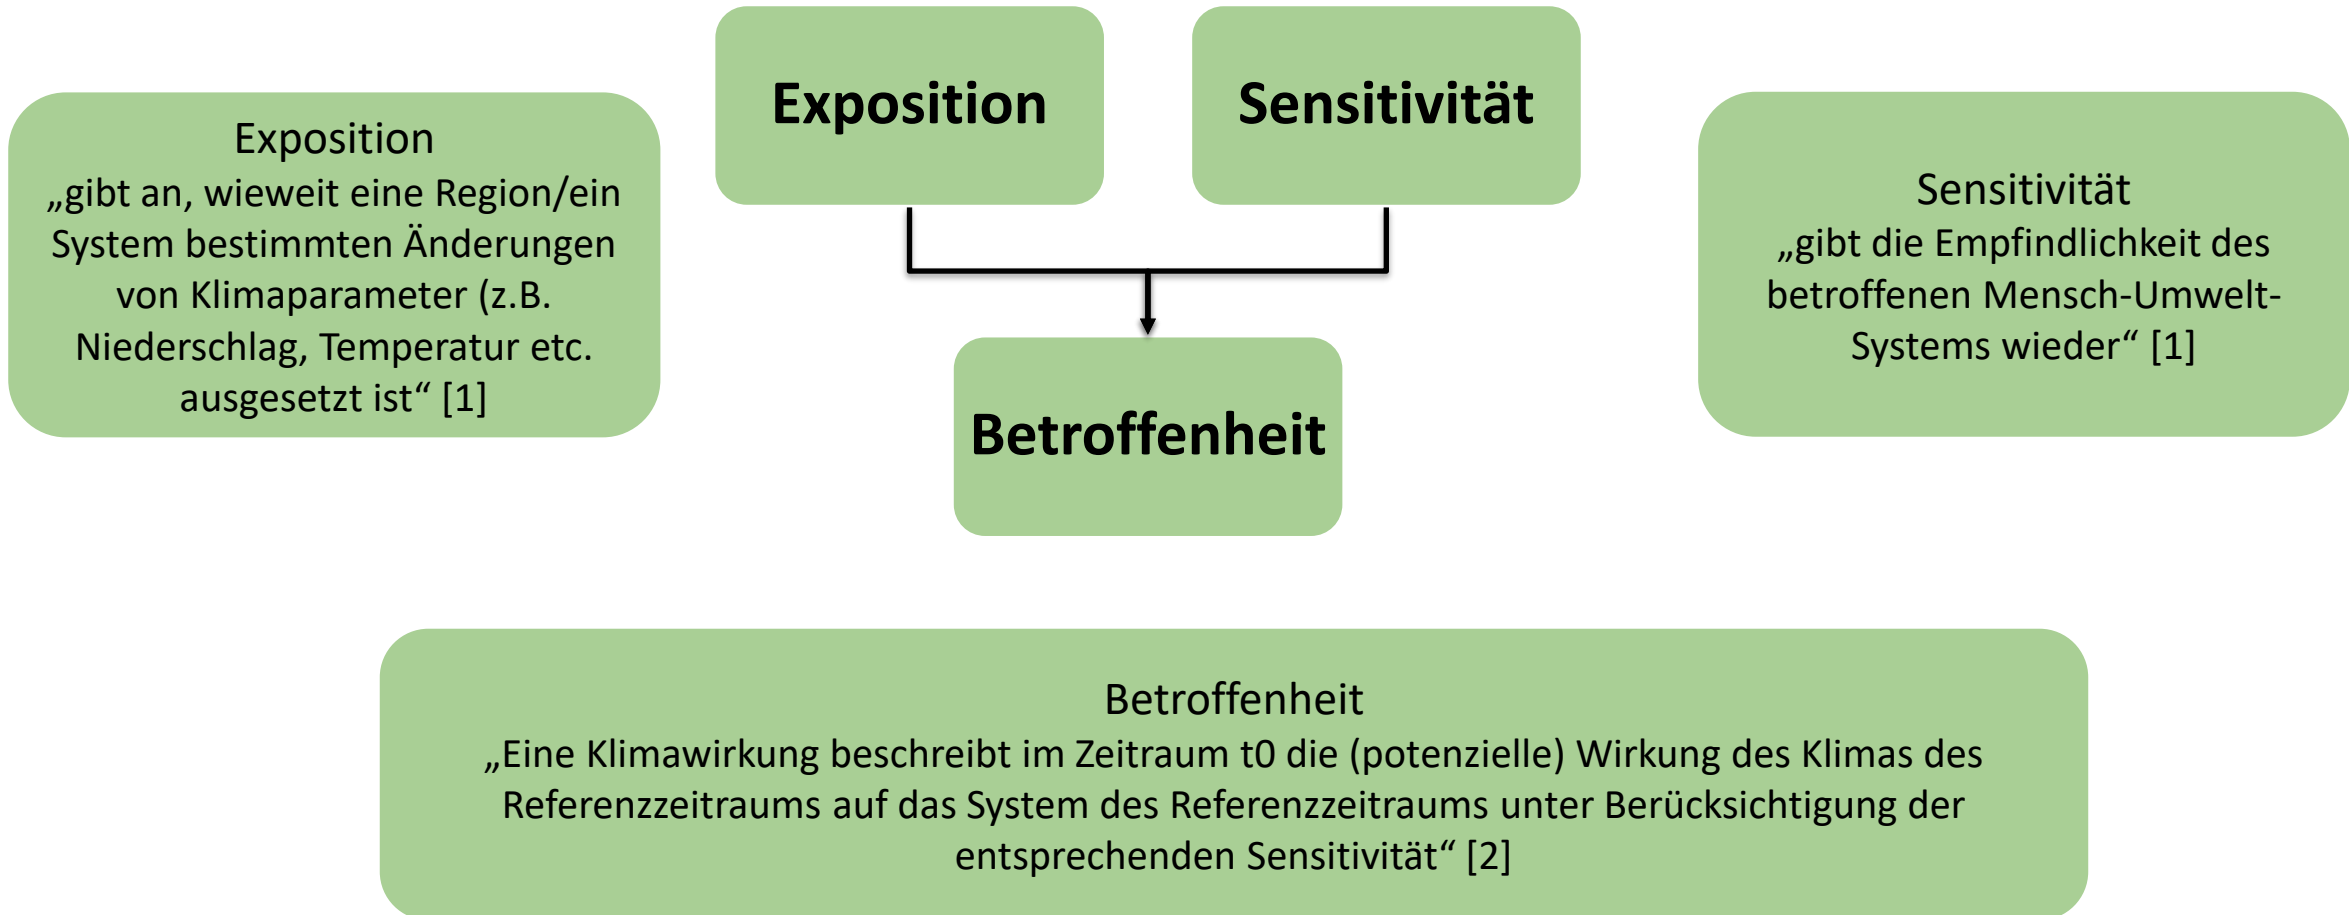 Exposition
Sensitivität
Exposition
„gibt an, wieweit eine Region/ein
System bestimmten Änderungen
von Klimaparameter (z.B.
Niederschlag, Temperatur etc.
ausgesetzt ist“ [1]
Sensitivität
„gibt die Empfindlichkeit des
betroffenen Mensch-Umwelt-
Systems wieder“ [1]
Betroffenheit
Betroffenheit
„Eine Klimawirkung beschreibt im Zeitraum t0 die (potenzielle) Wirkung des Klimas des
Referenzzeitraums auf das System des Referenzzeitraums unter Berücksichtigung der
entsprechenden Sensitivität“ [2]